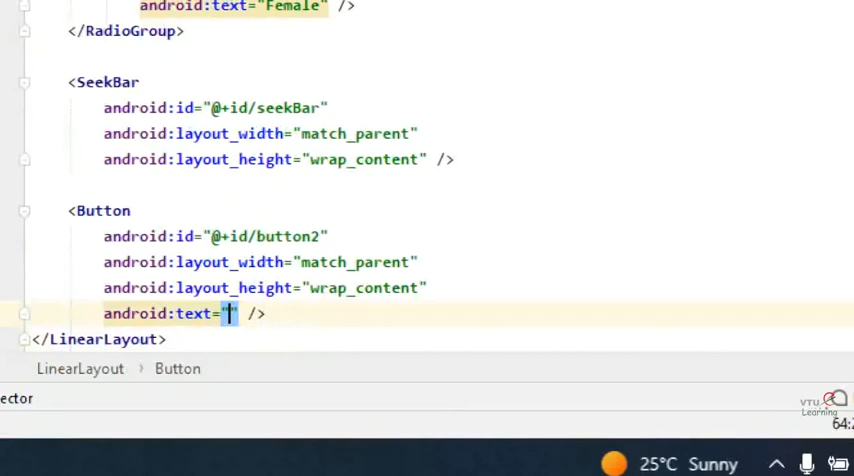 android:text="Female" />
</RadioGroup>
<SeekBar
android:id="@+id/seekBar"
android:layout_width="match_parent"
android:layout_height="wrap_content" />
<Button
android:id="@+id/button2"
android:layout_width="match_parent"
android:layout_height="wrap_content"
android:text="" />
</LinearLayout>
LinearLayout › Button
ector
VTU
Learning
64:2
25°C Sunny